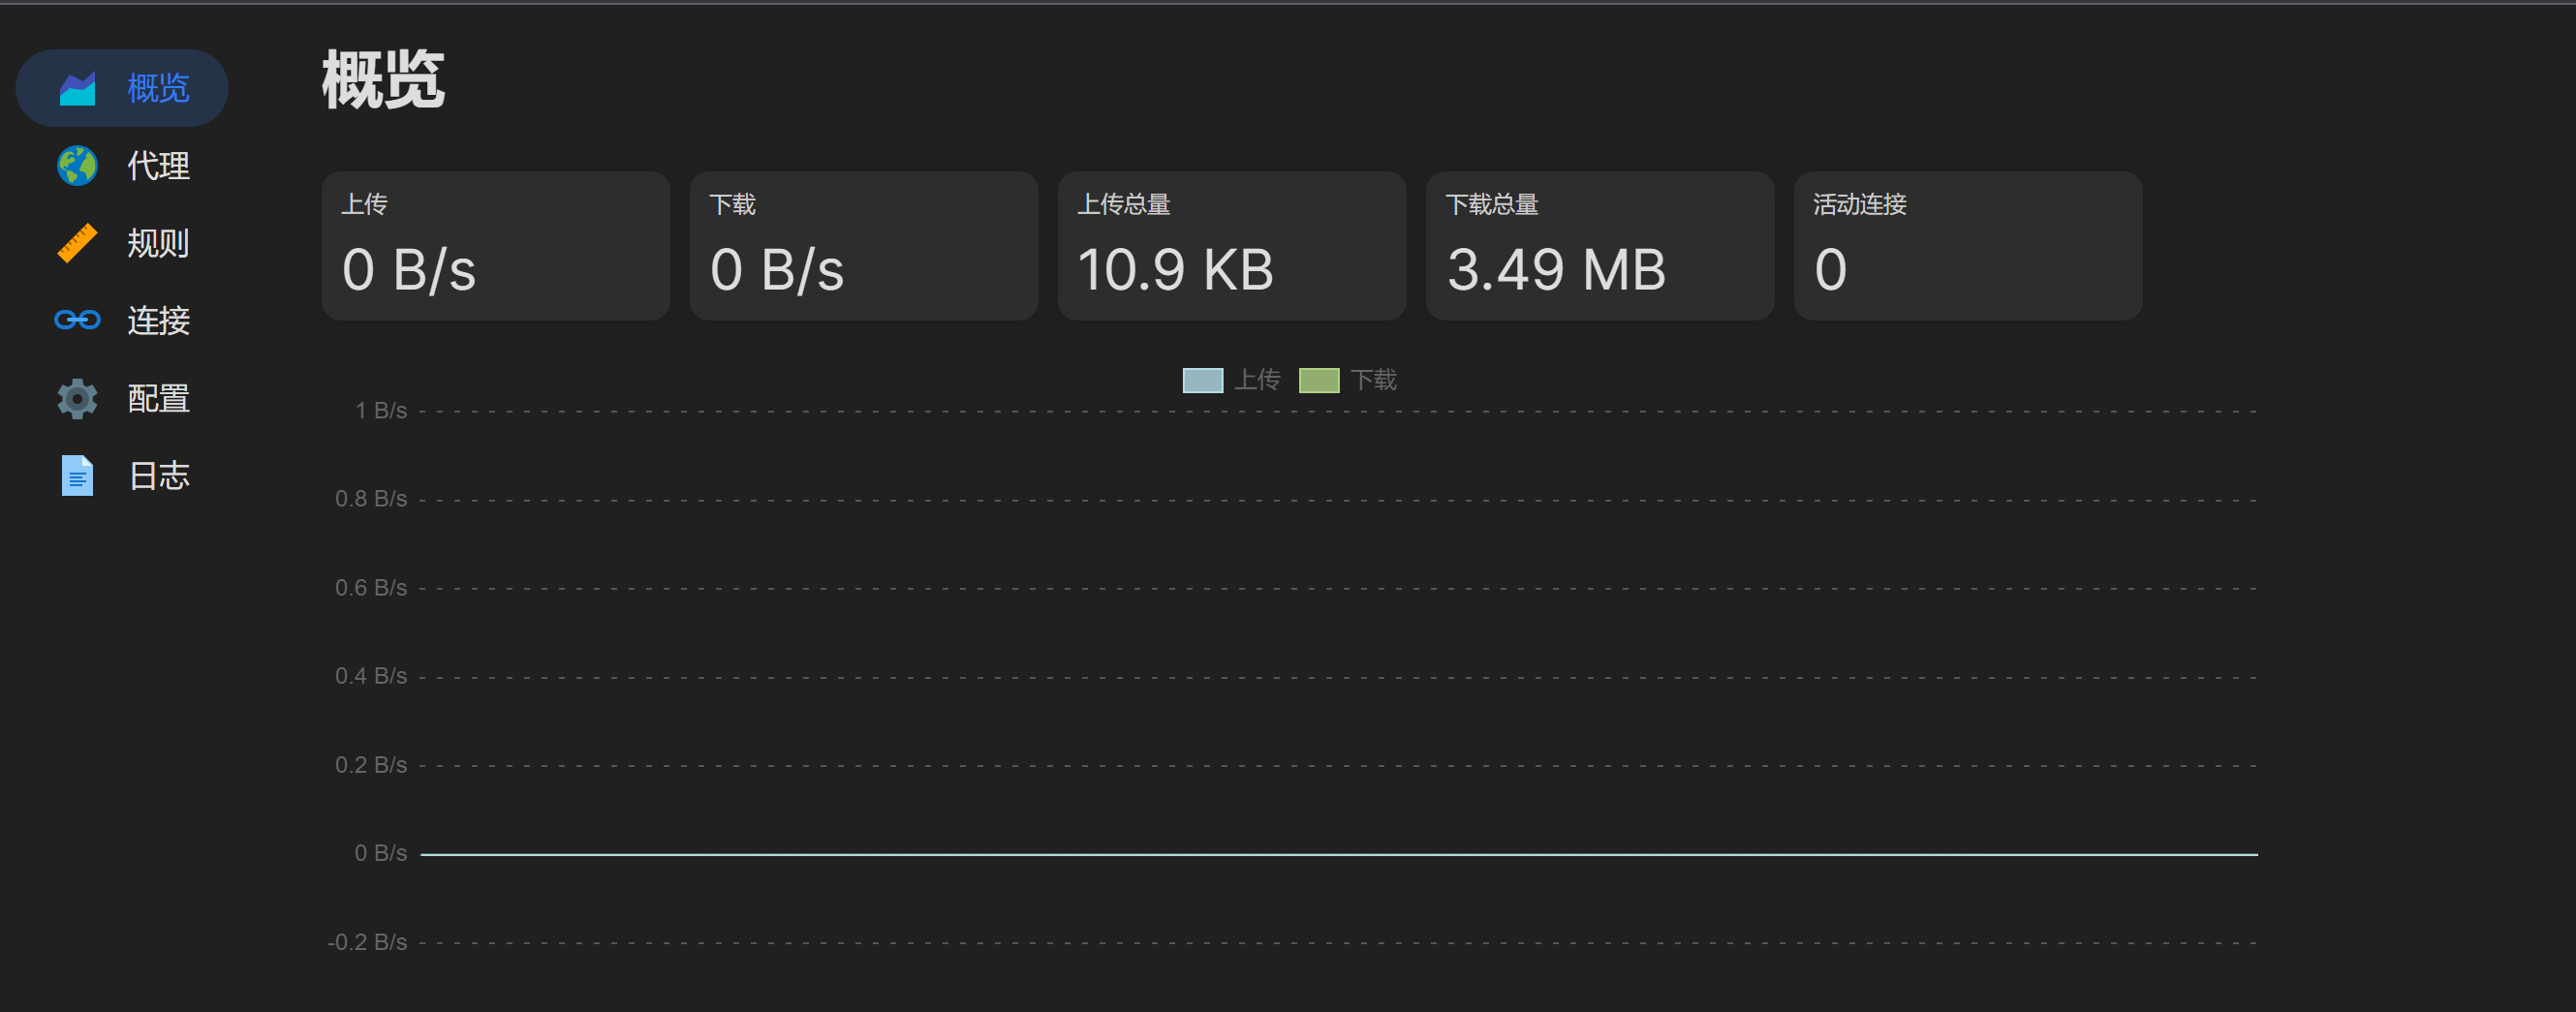 概览
代理
规则
连接
配置
日志
概览
上传
0 B/s
下载
0 B/s
上传总量
10.9 KB
下载总量
3.49 MB
活动连接
0
上传 下载
1 B/s
0.8 B/s
0.6 B/s
0.4 B/s
0.2 B/s
0 B/s
-0.2 B/s